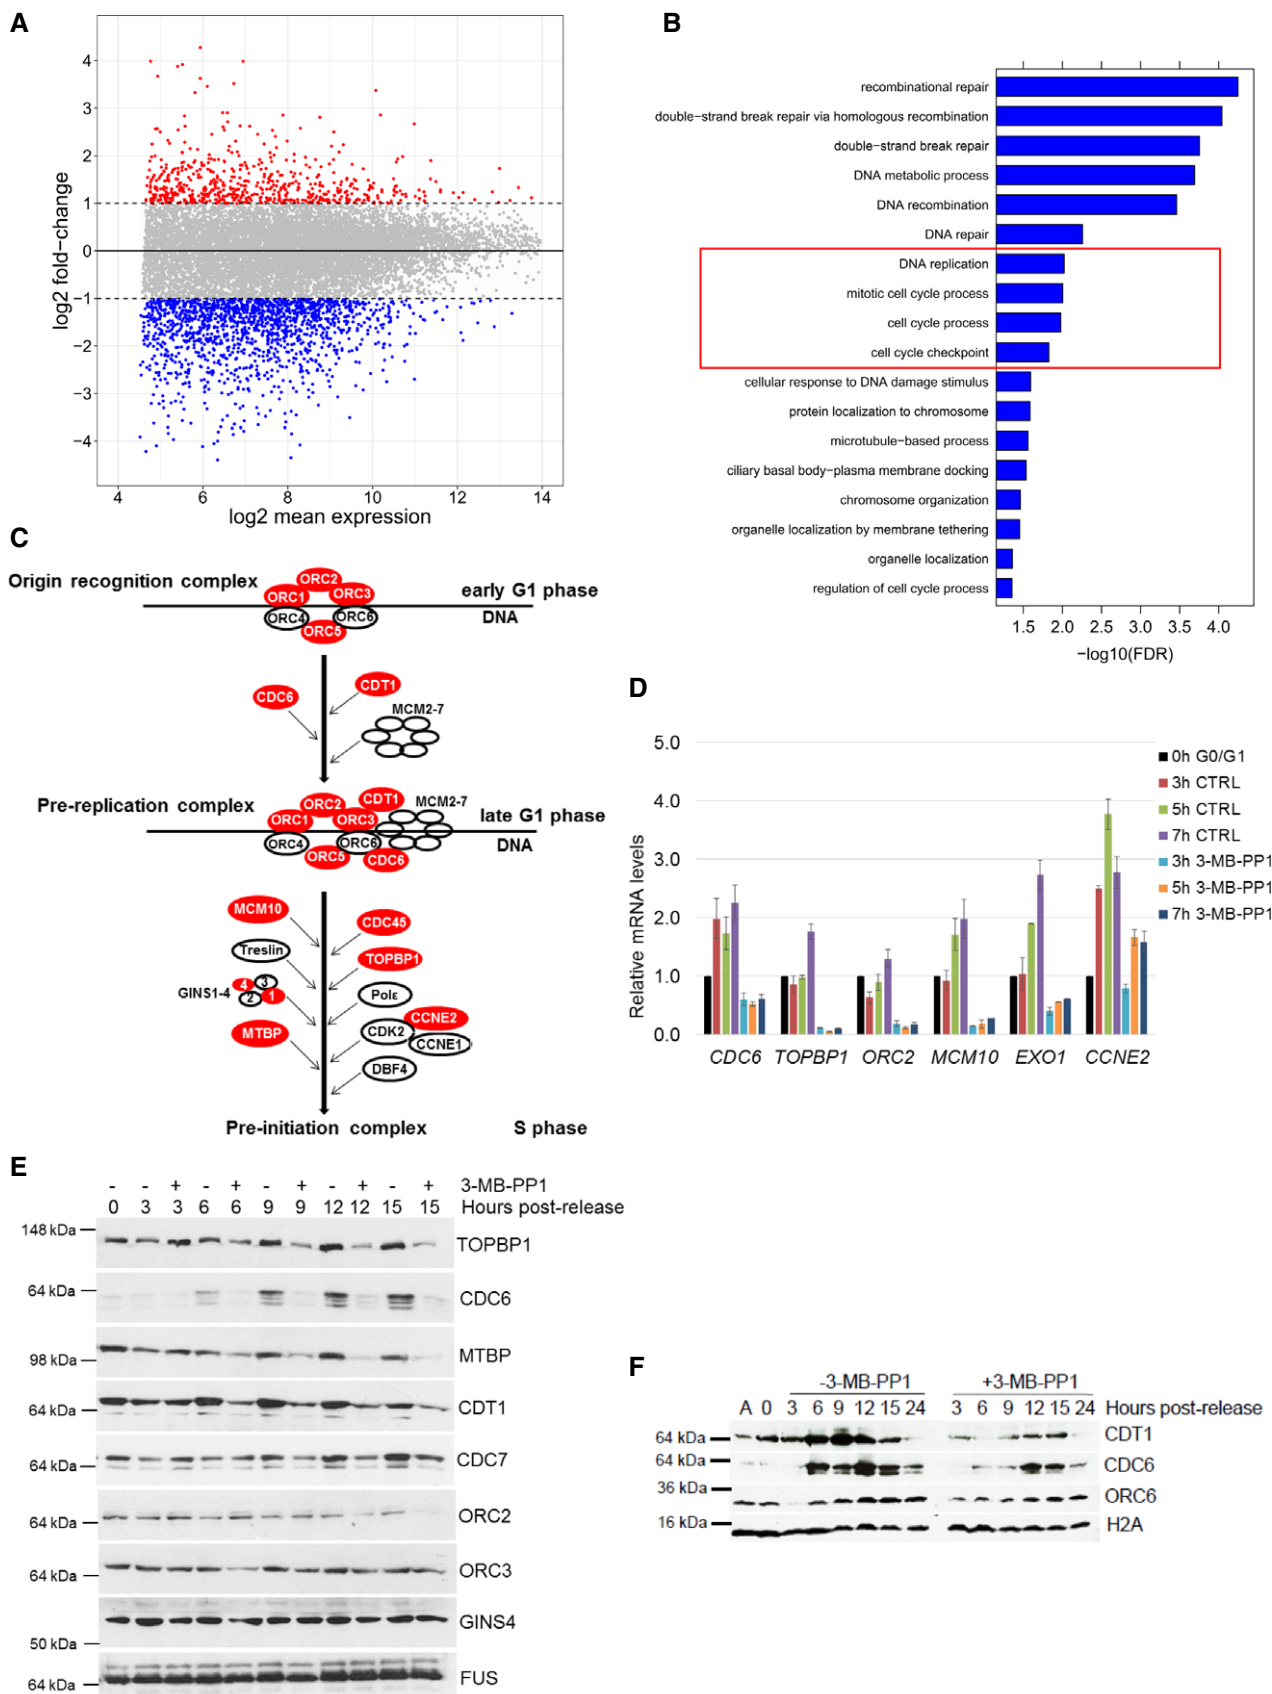 A
log2 fold−change
4
3
2
1
0
−1
−2
−3
−4
4 6 8 10 12 14
log2 mean expression
B
recombinational repair
double−strand break repair via homologous recombination
double−strand break repair
DNA metabolic process
DNA recombination
DNA repair
DNA replication
mitotic cell cycle process
cell cycle process
cell cycle checkpoint
cellular response to DNA damage stimulus
protein localization to chromosome
microtubule−based process
ciliary basal body−plasma membrane docking
chromosome organization
organelle localization by membrane tethering
organelle localization
regulation of cell cycle process
1.5 2.0 2.5 3.0 3.5 4.0
−log10(FDR)
C
Origin recognition complex
ORC2
ORC1 ORC3
early G1 phase
ORC4 ORC6
DNA
ORC5
CDC6
CDT1
MCM2-7
Pre-replication complex
ORC2
CDT1
MCM2-7
ORC1 ORC3
late G1 phase
ORC4 ORC6
DNA
ORC5 CDC6
MCM10
CDC45
Treslin
TOPBP1
GINS1-4
4 3
2 1
Polε
CCNE2
MTBP
CDK2
CCNE1
DBF4
Pre-initiation complex
S phase
D
Relative mRNA levels
5.0
4.0
3.0
2.0
1.0
0.0
CDC6 TOPBP1 ORC2 MCM10 EXO1 CCNE2
0h G0/G1
3h CTRL
5h CTRL
7h CTRL
3h 3-MB-PP1
5h 3-MB-PP1
7h 3-MB-PP1
E
- - + - + - + - + - + 3-MB-PP1
0 3 3 6 6 9 9 12 12 15 15 Hours post-release
148 kDa
TOPBP1
64 kDa
CDC6
98 kDa
MTBP
64 kDa
CDT1
64 kDa
CDC7
64 kDa
ORC2
64 kDa
ORC3
50 kDa
GINS4
64 kDa
FUS
F
-3-MB-PP1 +3-MB-PP1
A 0 3 6 9 12 15 24 3 6 9 12 15 24 Hours post-release
64 kDa
CDT1
64 kDa
CDC6
36 kDa
ORC6
16 kDa
H2A